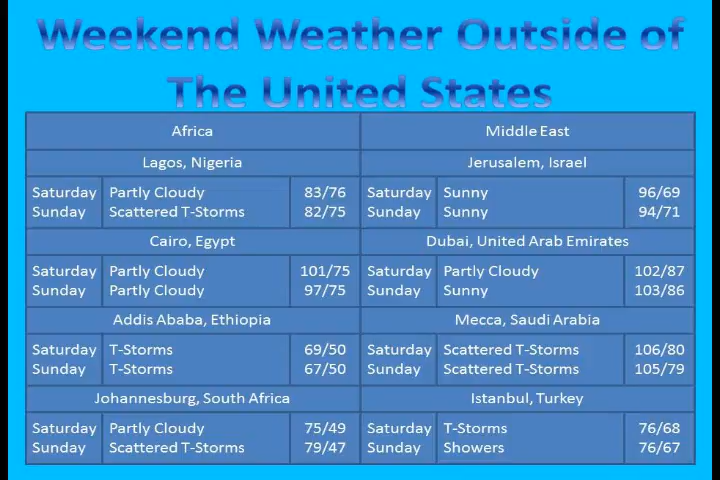 Weekend Weather Outside of
The United States
Africa
Middle East
Lagos, Nigeria
Jerusalem, Israel
Saturday Partly Cloudy 83/76 Saturday Sunny 96/69
Sunday Scattered T-Storms 82/75 Sunday Sunny 94/71
Cairo, Egypt
Dubai, United Arab Emirates
Saturday Partly Cloudy 101/75 Saturday Partly Cloudy 102/87
Sunday Partly Cloudy 97/75 Sunday Sunny 103/86
Addis Ababa, Ethiopia
Mecca, Saudi Arabia
Saturday T-Storms 69/50 Saturday Scattered T-Storms 106/80
Sunday T-Storms 67/50 Sunday Scattered T-Storms 105/79
Johannesburg, South Africa
Istanbul, Turkey
Saturday Partly Cloudy 75/49 Saturday T-Storms 76/68
Sunday Scattered T-Storms 79/47 Sunday Showers 76/67